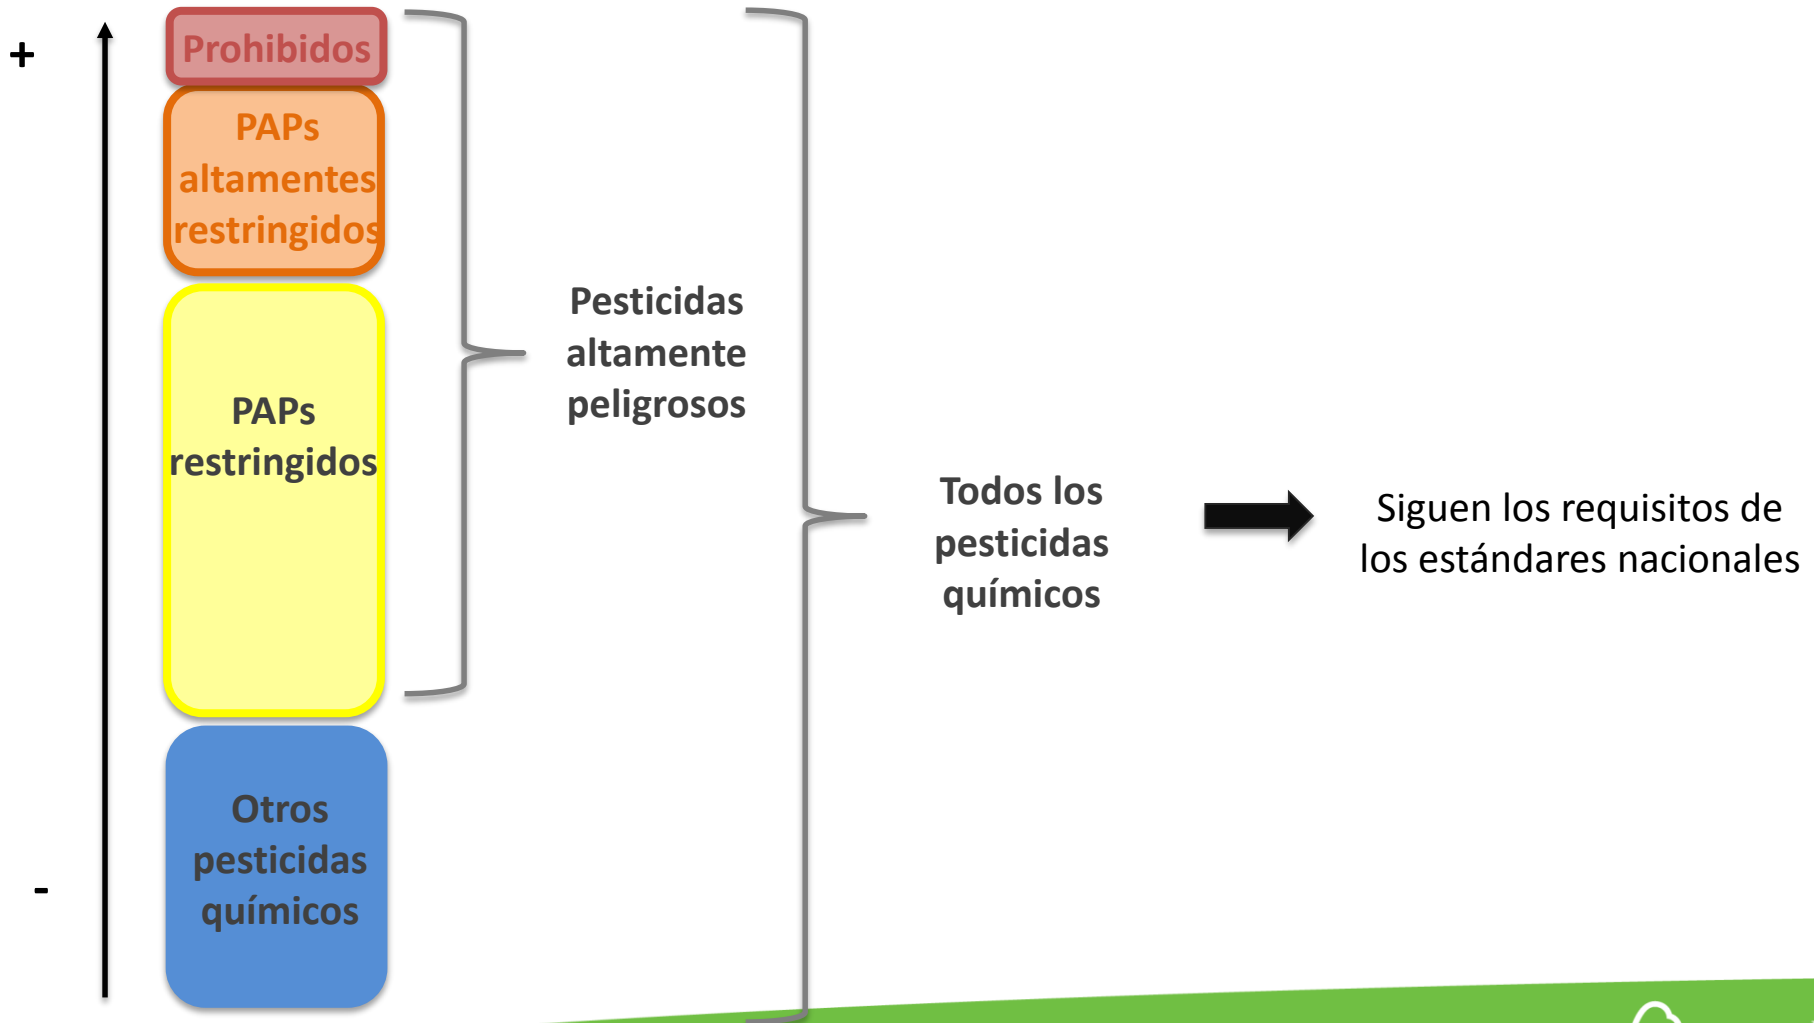 +
Prohibidos
PAPs
altamentes
restringidos
PAPs
restringidos
Otros
pesticidas
químicos
-
Pesticidas
altamente
peligrosos
Todos los
pesticidas
químicos
Siguen los requisitos de
los estándares nacionales